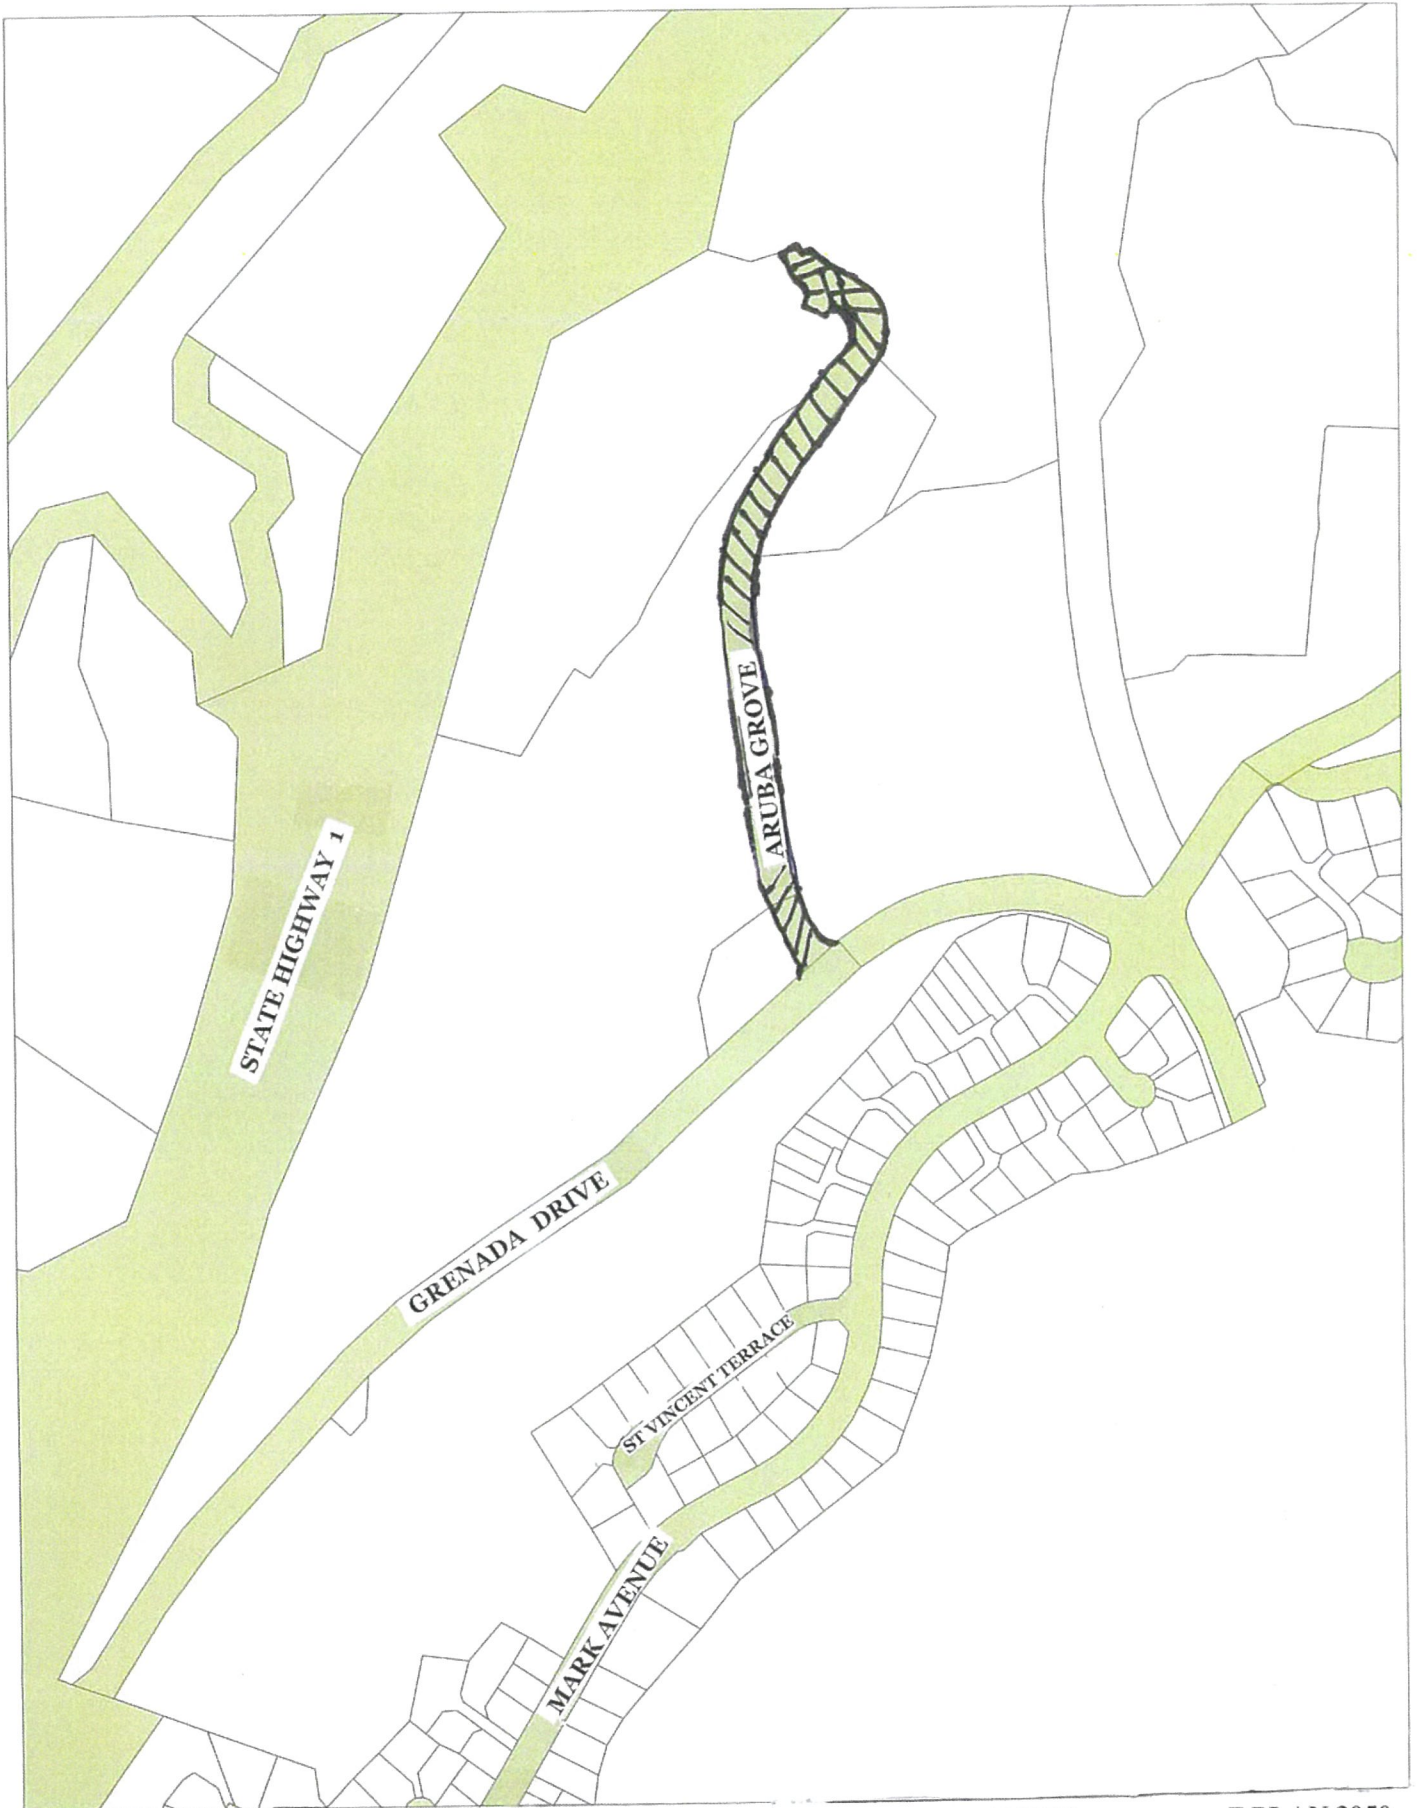 ARUBA GROVE
STATE HIGHWAY 1
GRENADA DRIVE
ST VINCENT TERRACE
MARK AVENUE